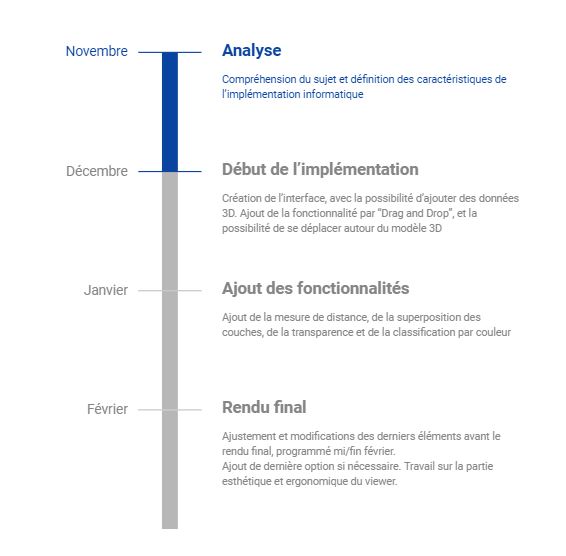 Novembre
Analyse
Compréhension du sujet et définition des caractéristiques de
l'implémentation informatique
Décembre
Début de l'implémentation
Création de l'interface, avec la possibilité d'ajouter des données
3D. Ajout de la fonctionnalité par "Drag and Drop", et la
possibilité de se déplacer autour du modèle 3D
Janvier
Ajout des fonctionnalités
Ajout de la mesure de distance, de la superposition des
couches, de la transparence et de la classification par couleur
Février
Rendu final
Ajustement et modifications des derniers éléments avant le
rendu final, programmé mi/fin février.
Ajout de dernière option si nécessaire. Travail sur la partie
esthétique et ergonomique du viewer.